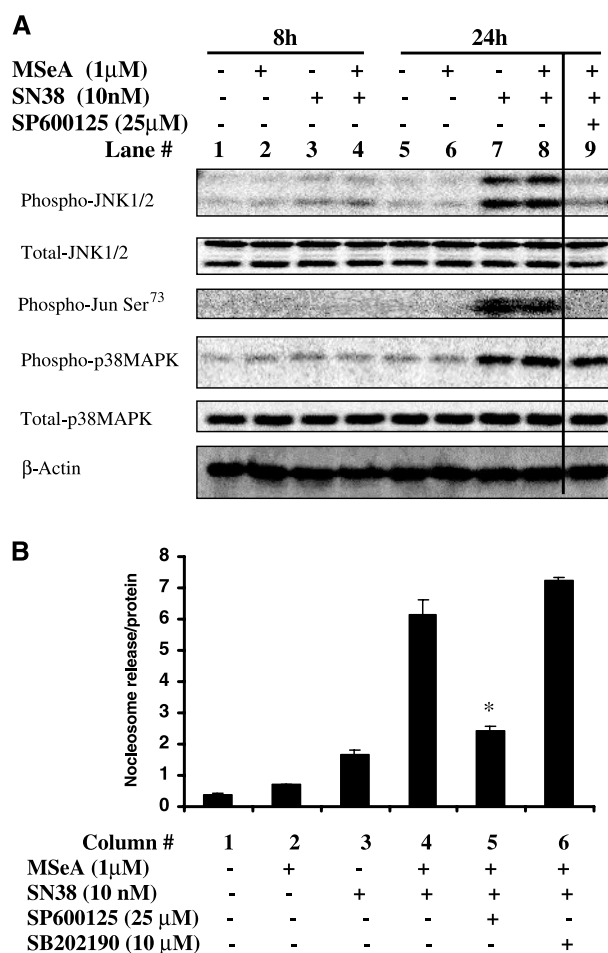 A
8h 24h
MSeA (1μM) - + - + - + - + +
SN38 (10nM) - - + + - - + + +
SP600125 (25μM) - - - - - - - - +
Lane # 1 2 3 4 5 6 7 8 9
Phospho-JNK1/2
Total-JNK1/2
Phospho-Jun Ser73
Phospho-p38MAPK
Total-p38MAPK
β-Actin
B
8
7
6
5
4
3
2
1
0
Nocleosome release/protein
*
Column # 1 2 3 4 5 6
MSeA (1μM) - + - + + +
SN38 (10 nM) - - + + + +
SP600125 (25 μM) - - - - + -
SB202190 (10 μM) - - - - - +